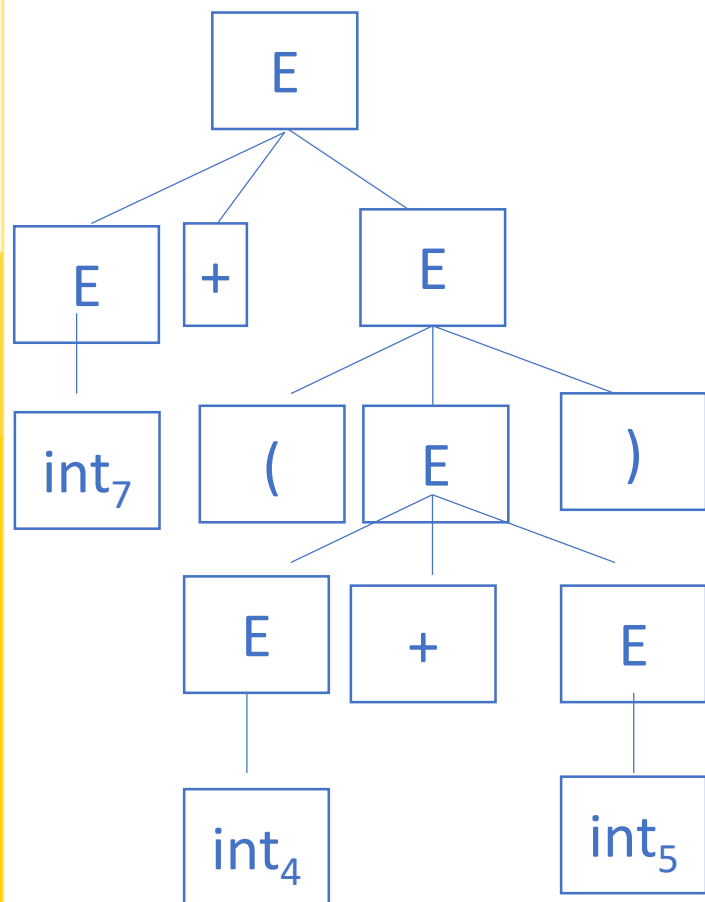 E
E + E
int₇ ( E )
E + E
int₄ int₅